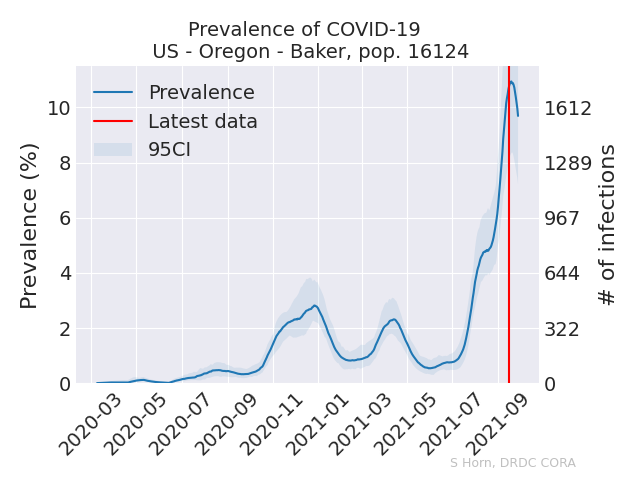 Prevalence of COVID-19
US - Oregon - Baker, pop. 16124
Prevalence
Latest data
95CI
Prevalence (%)
10
8
6
4
2
0
1612
1289
967
644
322
0
# of infections
2020-03
2020-05
2020-07
2020-09
2020-11
2021-01
2021-03
2021-05
2021-07
2021-09
S Horn, DRDC CORA